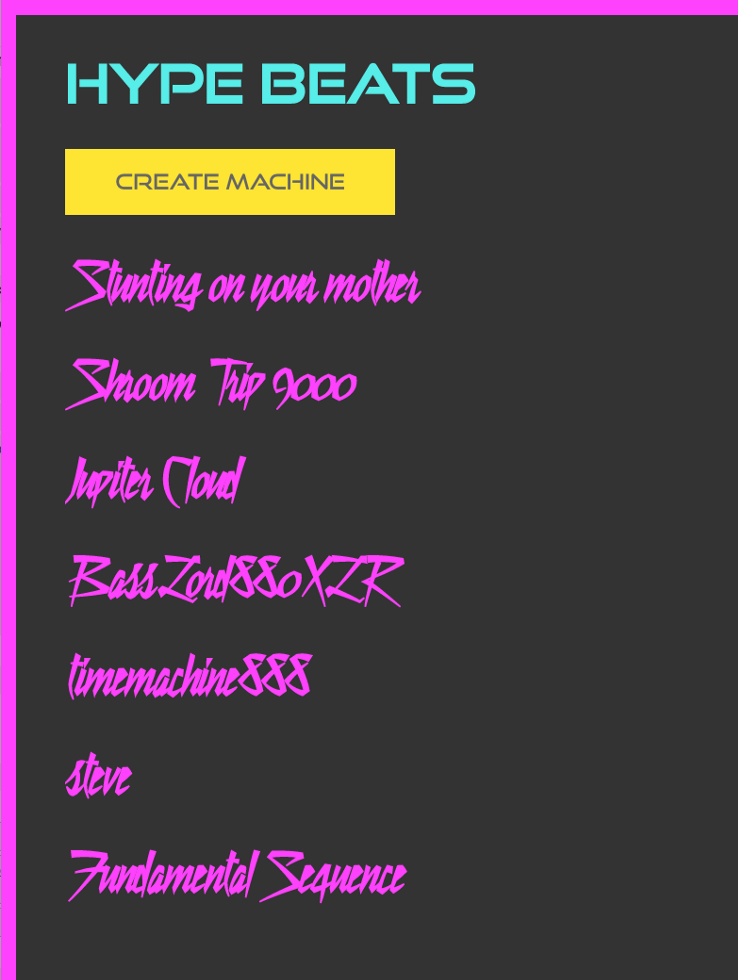 HYPE BEATS
CREATE MACHINE
Stunting on your mother
Shroom Trip 9000
Jupiter Cloud
BassZord880XZR
timemachine888
steve
Fundamental Sequence